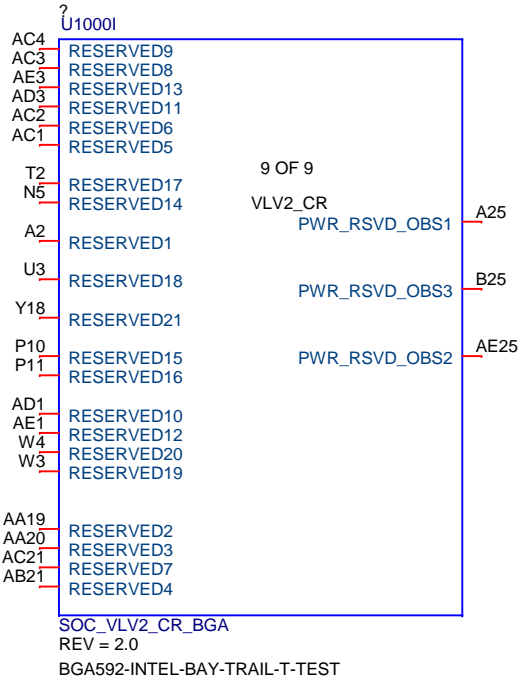 ?
U1000I
AC4 RESERVED9
AC3 RESERVED8
AE3 RESERVED13
AD3 RESERVED11
AC2 RESERVED6
AC1 RESERVED5
9 OF 9
T2 RESERVED17
N5 RESERVED14
VLV2_CR
PWR_RSVD_OBS1 A25
A2 RESERVED1
U3 RESERVED18
PWR_RSVD_OBS3 B25
Y18 RESERVED21
P10 RESERVED15
PWR_RSVD_OBS2 AE25
P11 RESERVED16
AD1 RESERVED10
AE1 RESERVED12
W4 RESERVED20
W3 RESERVED19
AA19 RESERVED2
AA20 RESERVED3
AC21 RESERVED7
AB21 RESERVED4
SOC_VLV2_CR_BGA
REV = 2.0
BGA592-INTEL-BAY-TRAIL-T-TEST